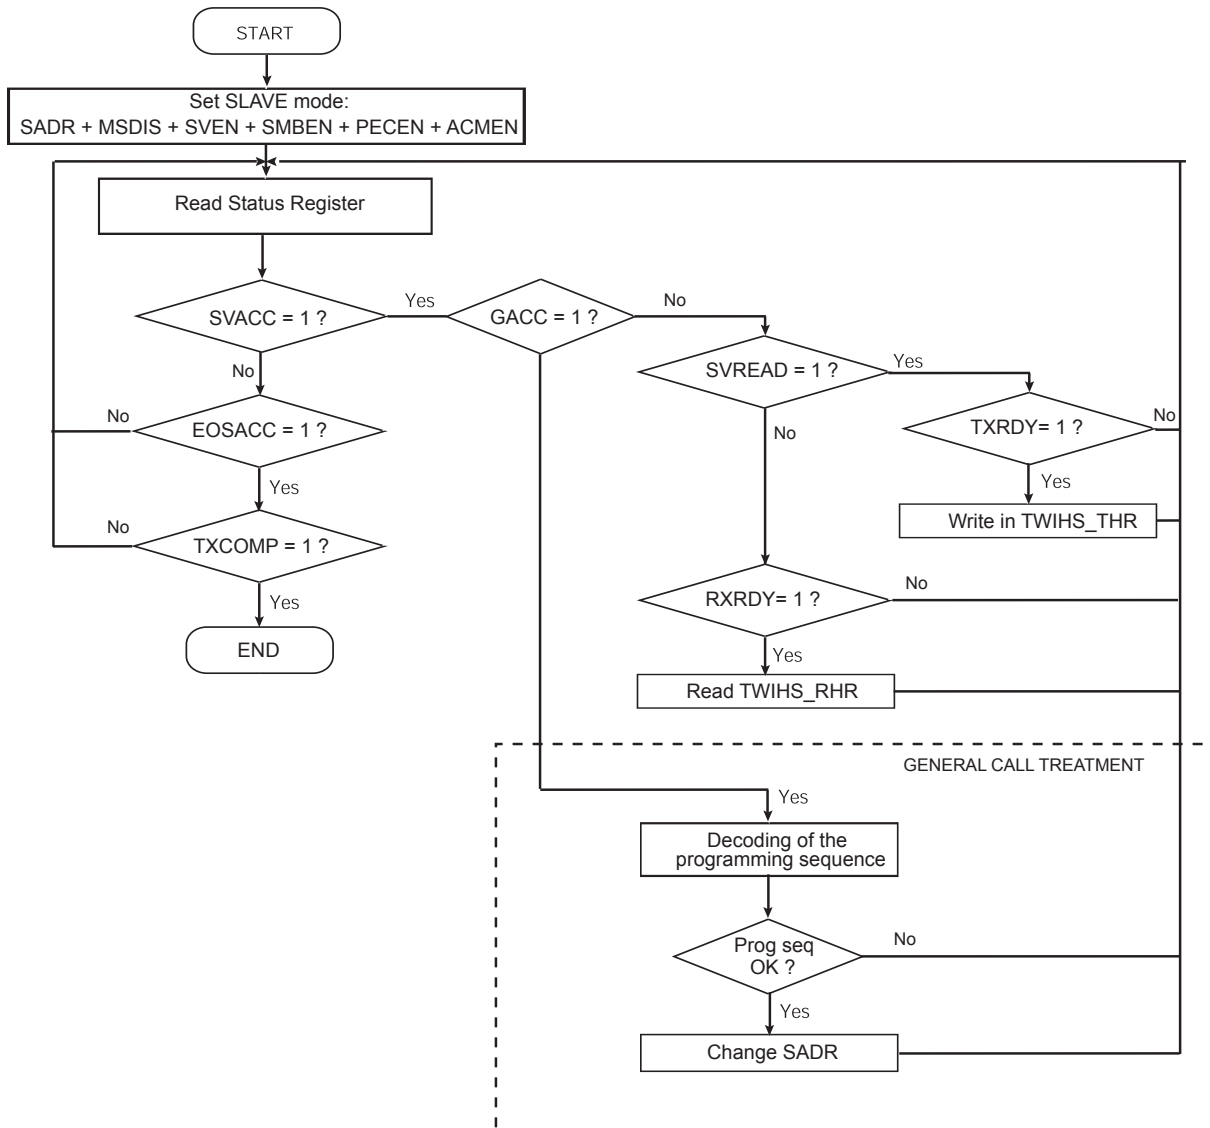 START
Set SLAVE mode:
SADR + MSDIS + SVEN + SMBEN + PECEN + ACMEN
Read Status Register
SVACC = 1 ?
Yes
GACC = 1 ?
No
SVREAD = 1 ?
Yes
No
No
EOSACC = 1 ?
No
TXRDY= 1 ?
No
Yes
Yes
Write in TWIHS_THR
No
TXCOMP = 1 ?
Yes
RXRDY= 1 ?
No
END
Yes
Read TWIHS_RHR
GENERAL CALL TREATMENT
Yes
Decoding of the
programming sequence
Prog seq
OK ?
No
Yes
Change SADR